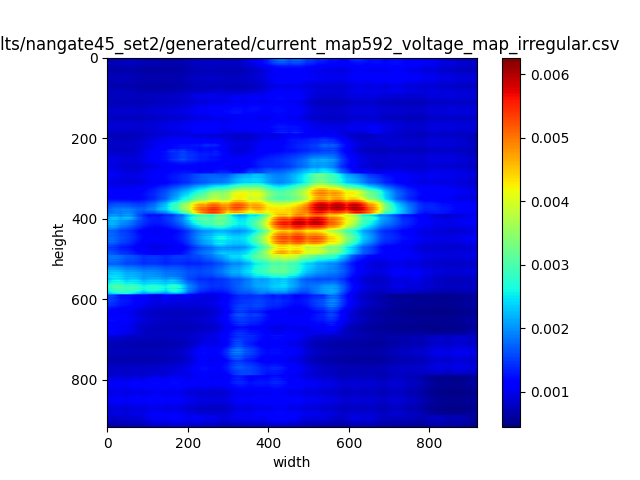 lts/nangate45_set2/generated/current_map592_voltage_map_irregular.csv
0
200
400
600
800
height
0 200 400 600 800
width
0.006
0.005
0.004
0.003
0.002
0.001